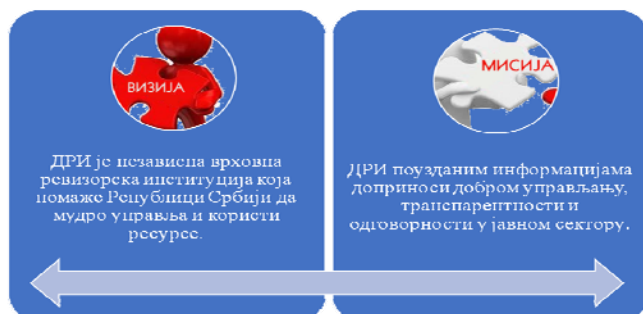 ВИЗИЈА
ДРИ је независна врховна
ревизорска институција која
помаже Републици Србији да
мудро управља и користи
ресурсе.
МИСИЈА
ДРИ поузданим информацијама
доприноси добром управљању,
транспарентности и
одговорности у јавном сектору.